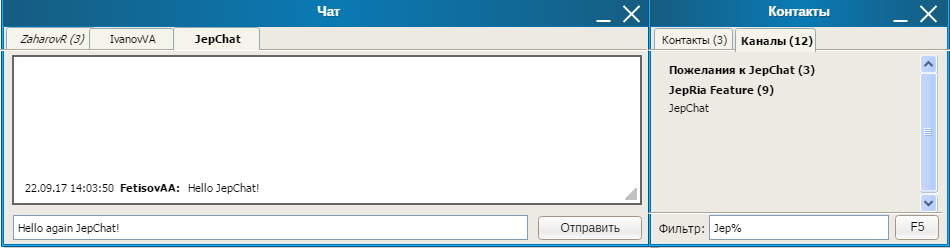 Чат
ZaharovR (3) IvanovVA JepChat
22.09.17 14:03:50 FetisovAA: Hello JepChat!
Hello again JepChat! Отправить
Контакты
Контакты (3) Каналы (12)
Пожелания к JepChat (3)
JepRia Feature (9)
JepChat
Фильтр: Jep% F5